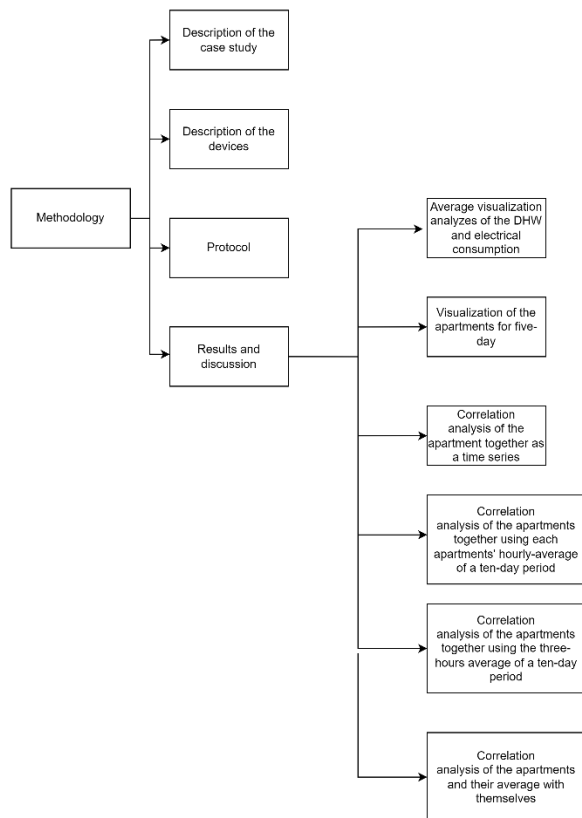 Description of the
case study
Description of the
devices
Methodology
Protocol
Results and
discussion
Average visualization
analyzes of the DHW
and electrical
consumption
Visualization of the
apartments for five-
day
Correlation
analysis of the
apartment together as
a time series
Correlation
analysis of the apartments
together using each
apartments' hourly-average
of a ten-day period
Correlation
analysis of the apartments
together using the three-
hours average of a ten-day
period
Correlation
analysis of the apartments
and their average with
themselves